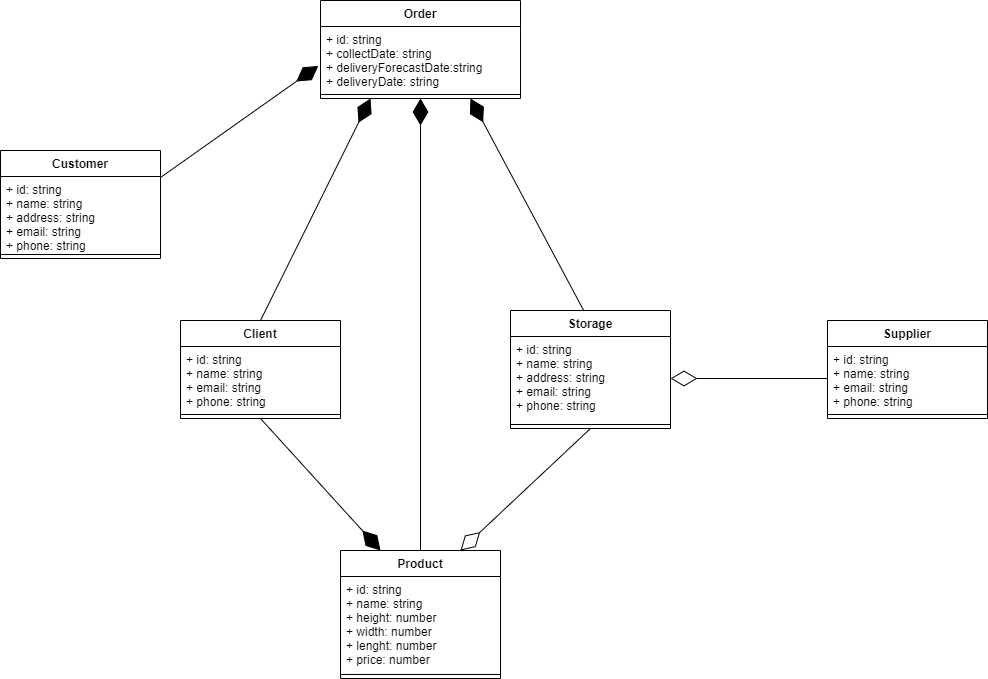 Order
+ id: string
+ collectDate: string
+ deliveryForecastDate:string
+ deliveryDate: string
Customer
+ id: string
+ name: string
+ address: string
+ email: string
+ phone: string
Client
+ id: string
+ name: string
+ email: string
+ phone: string
Storage
+ id: string
+ name: string
+ address: string
+ email: string
+ phone: string
Supplier
+ id: string
+ name: string
+ email: string
+ phone: string
Product
+ id: string
+ name: string
+ height: number
+ width: number
+ lenght: number
+ price: number